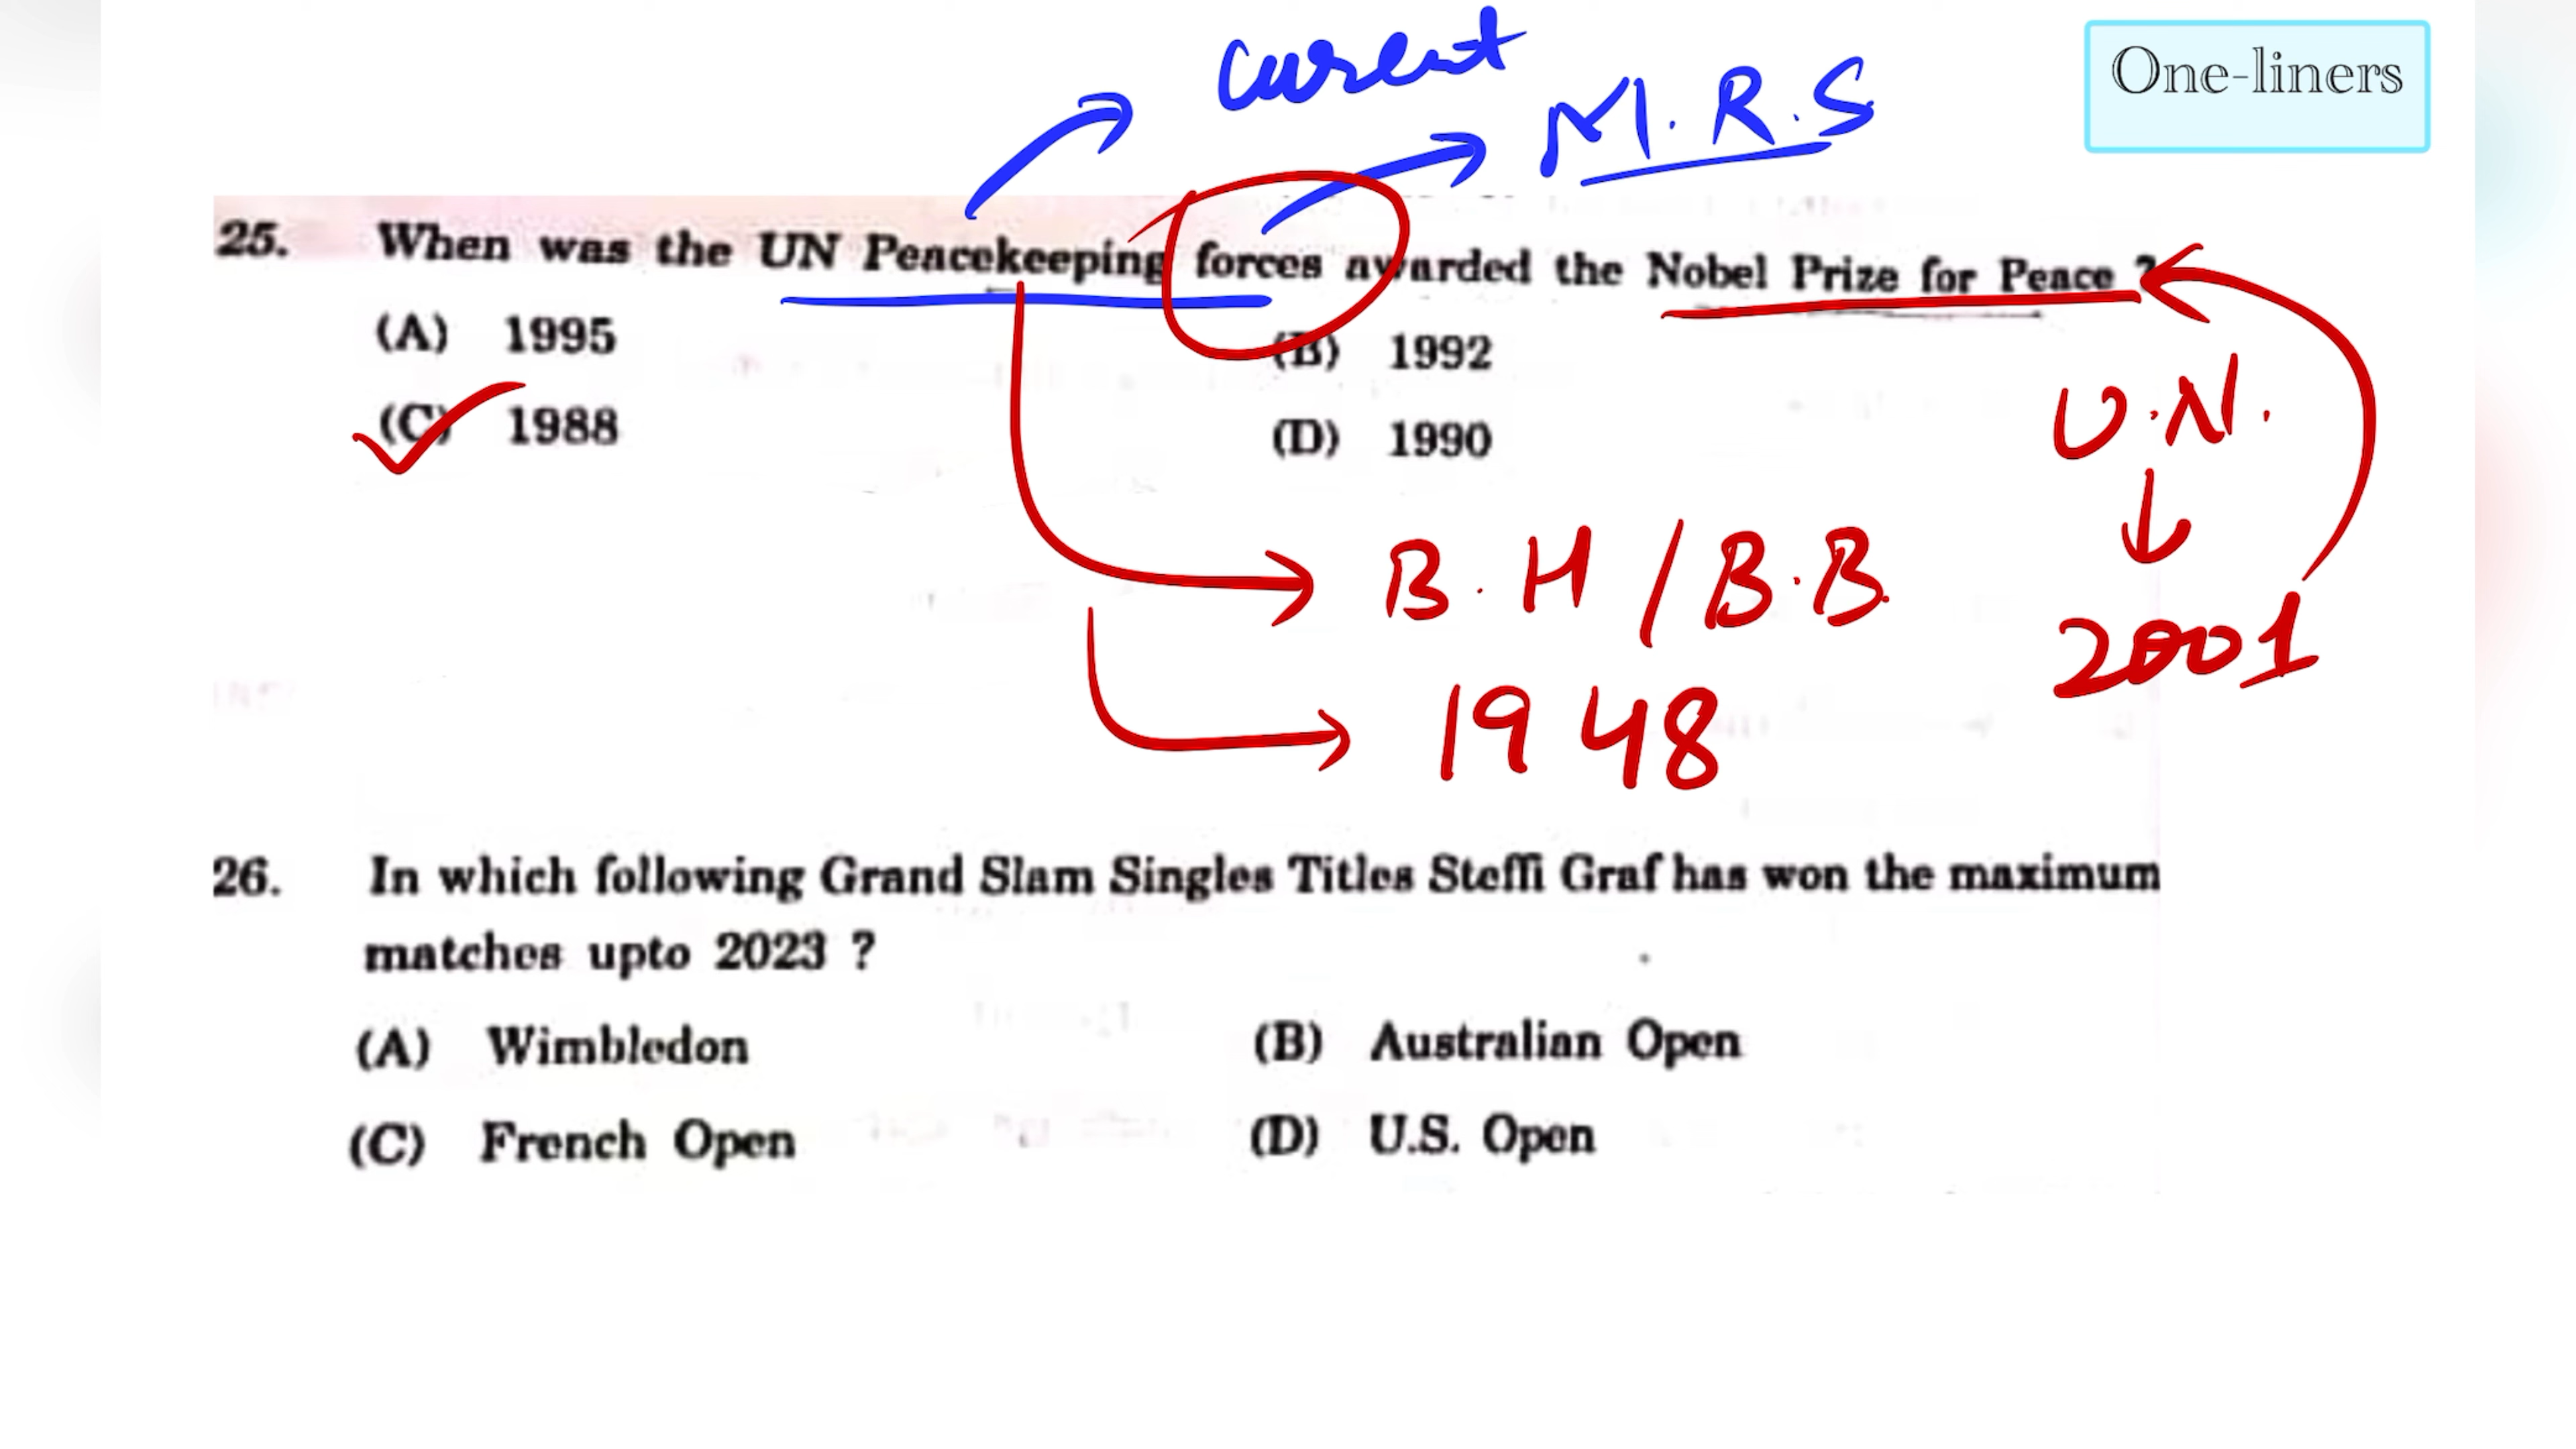 One-liners
Current
M.R.S
25. When was the UN Peacekeeping forces awarded the Nobel Prize for Peace ?
(A) 1995 (B) 1992
(C) 1988 (D) 1990
U.N.
2001
B.H / B.B.
1948
26. In which following Grand Slam Singles Titles Steffi Graf has won the maximum
matches upto 2023 ?
(A) Wimbledon (B) Australian Open
(C) French Open (D) U.S. Open